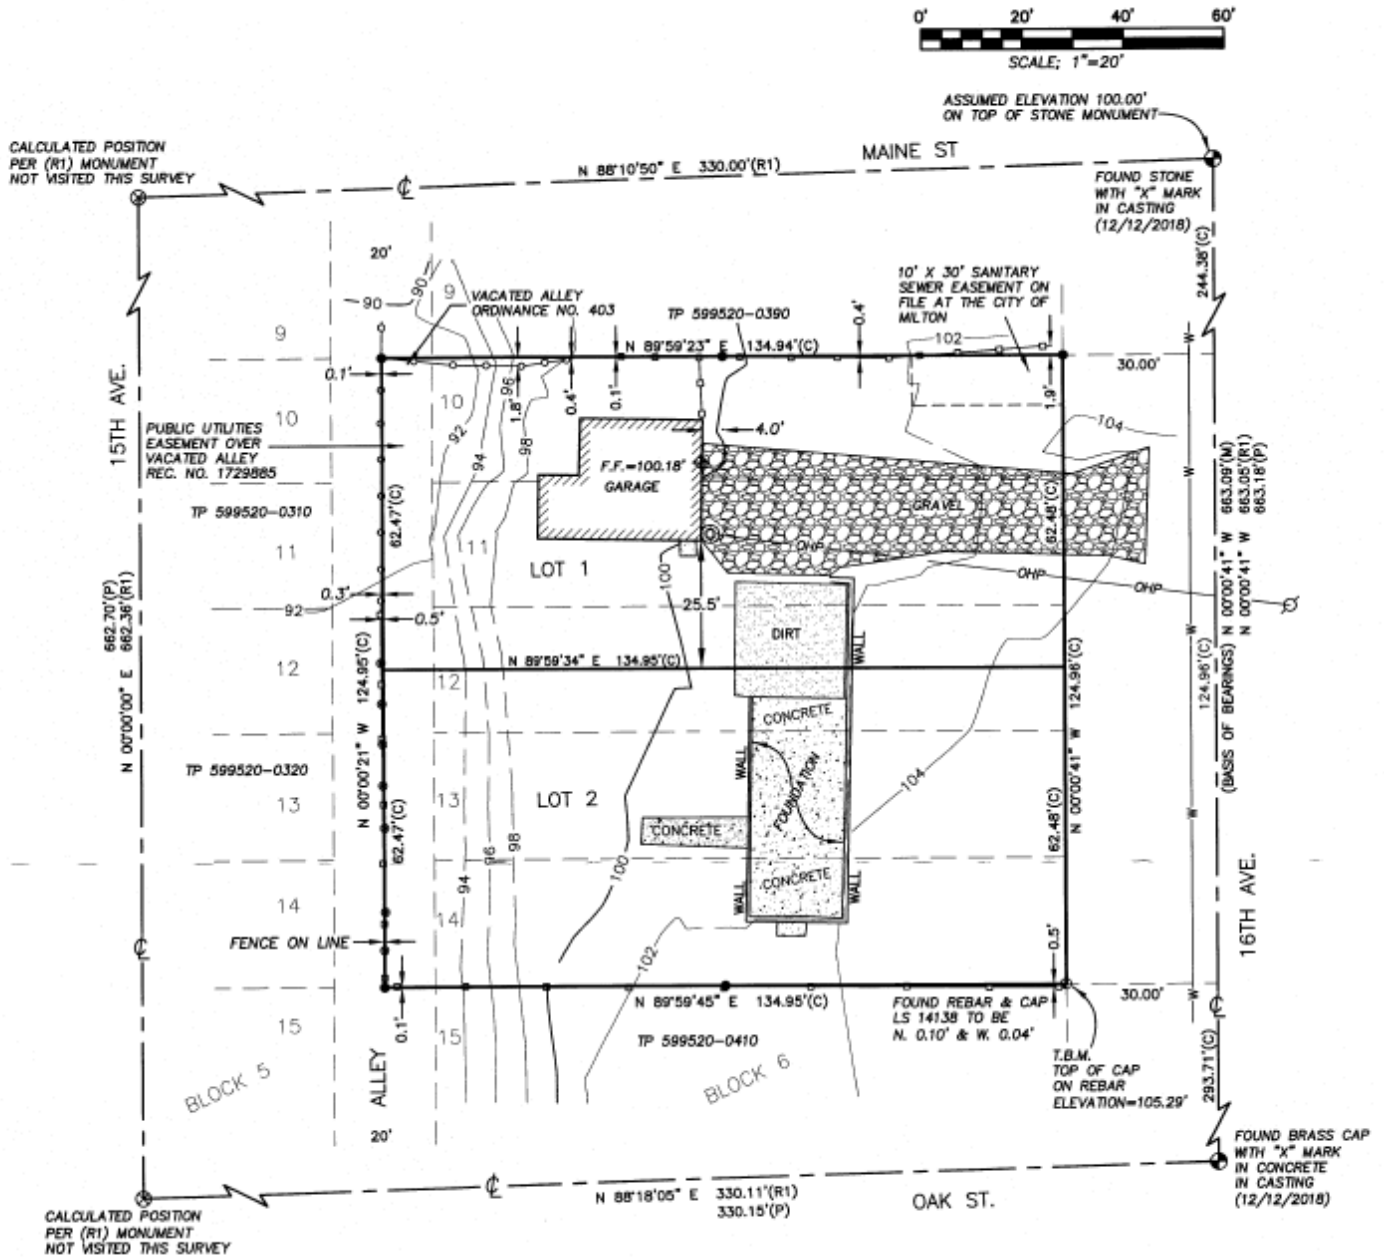 0' 20' 40' 60'
SCALE; 1"=20'
ASSUMED ELEVATION 100.00'
ON TOP OF STONE MONUMENT
CALCULATED POSITION
PER (R1) MONUMENT
NOT VISITED THIS SURVEY
N 88°10'50" E 330.00'(R1)
MAINE ST
FOUND STONE
WITH "X" MARK
IN CASTING
(12/12/2018)
244.38'(C)
20'
90
90
9
9
VACATED ALLEY
ORDINANCE NO. 403
TP 599520-0390
10' X 30' SANITARY
SEWER EASEMENT ON
FILE AT THE CITY OF
MILTON
0.4'
102
N 89°59'23" E 134.94'(C)
30.00'
0.1'
1.8'
0.4'
0.1'
1.9'
15TH AVE.
10
10
92
94
96
98
4.0'
104
PUBLIC UTILITIES
EASEMENT OVER
VACATED ALLEY
REC. NO. 1729885
F.F.=100.18'
GARAGE
GRAVEL
TP 599520-0310
62.47'(C)
62.48'(C)
11
11
OHP
OHP
OHP
LOT 1
100
25.5'
0.3'
92
0.5'
DIRT
WALL
W
W
W
W
W
663.09'(M)
N 00°00'41" W 663.05'(R1)
663.18'(P)
(BASIS OF BEARINGS) N 00°00'41" W
662.70'(P)
N 00°00'00" E 662.36'(R1)
N 89°59'34" E 134.95'(C)
12
12
N 00°00'21" W 124.95'(C)
N 00°00'41" W 124.96'(C)
124.96'(C)
CONCRETE
WALL
FOUNDATION
104
TP 599520-0320
13
13
LOT 2
98
96
94
62.47'(C)
62.48'(C)
CONCRETE
100
CONCRETE
WALL
WALL
14
14
16TH AVE.
FENCE ON LINE
102
0.5'
N 89°59'45" E 134.95'(C)
30.00'
FOUND REBAR & CAP
LS 14138 TO BE
N. 0.10' & W. 0.04'
0.1'
15
15
TP 599520-0410
T.B.M.
TOP OF CAP
ON REBAR
ELEVATION=105.29'
293.71'(C)
BLOCK 5
ALLEY
BLOCK 6
20'
FOUND BRASS CAP
WITH "X" MARK
IN CONCRETE
IN CASTING
(12/12/2018)
N 88°18'05" E 330.11'(R1)
330.15'(P)
OAK ST.
CALCULATED POSITION
PER (R1) MONUMENT
NOT VISITED THIS SURVEY